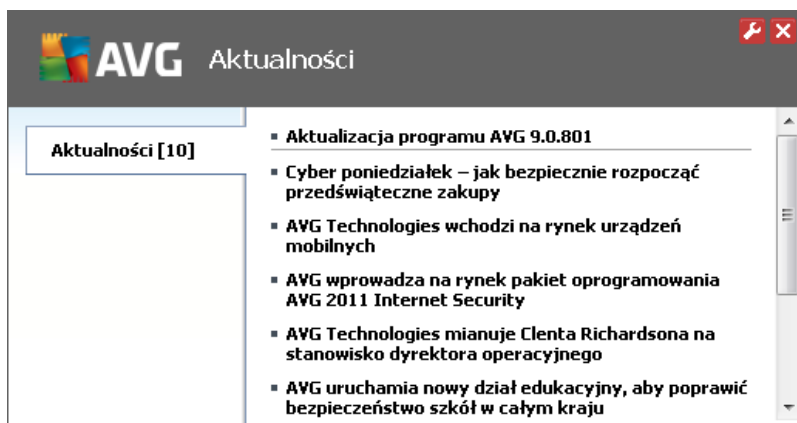 AVG Aktualności
Aktualności [10]
Aktualizacja programu AVG 9.0.801
Cyber poniedziałek – jak bezpiecznie rozpocząć
przedświąteczne zakupy
AVG Technologies wchodzi na rynek urządzeń
mobilnych
AVG wprowadza na rynek pakiet oprogramowania
AVG 2011 Internet Security
AVG Technologies mianuje Clenta Richardsona na
stanowisko dyrektora operacyjnego
AVG uruchamia nowy dział edukacyjny, aby poprawić
bezpieczeństwo szkół w całym kraju